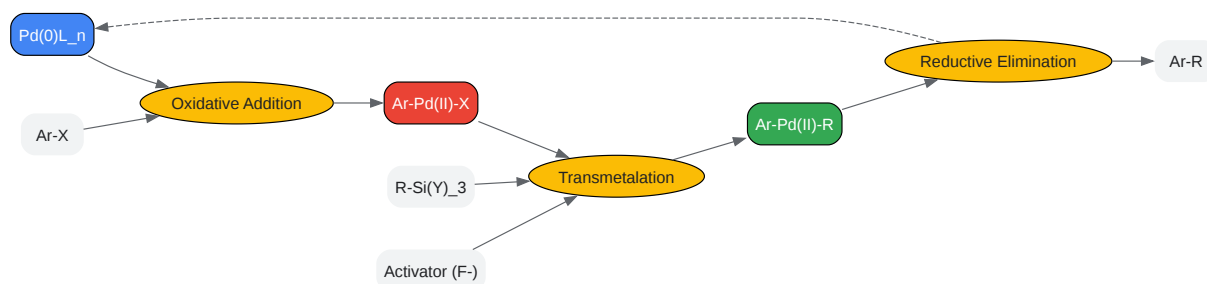 Pd(0)L_n
Ar-X
Oxidative Addition
Ar-Pd(II)-X
R-Si(Y)_3
Activator (F-)
Transmetalation
Ar-Pd(II)-R
Reductive Elimination
Ar-R